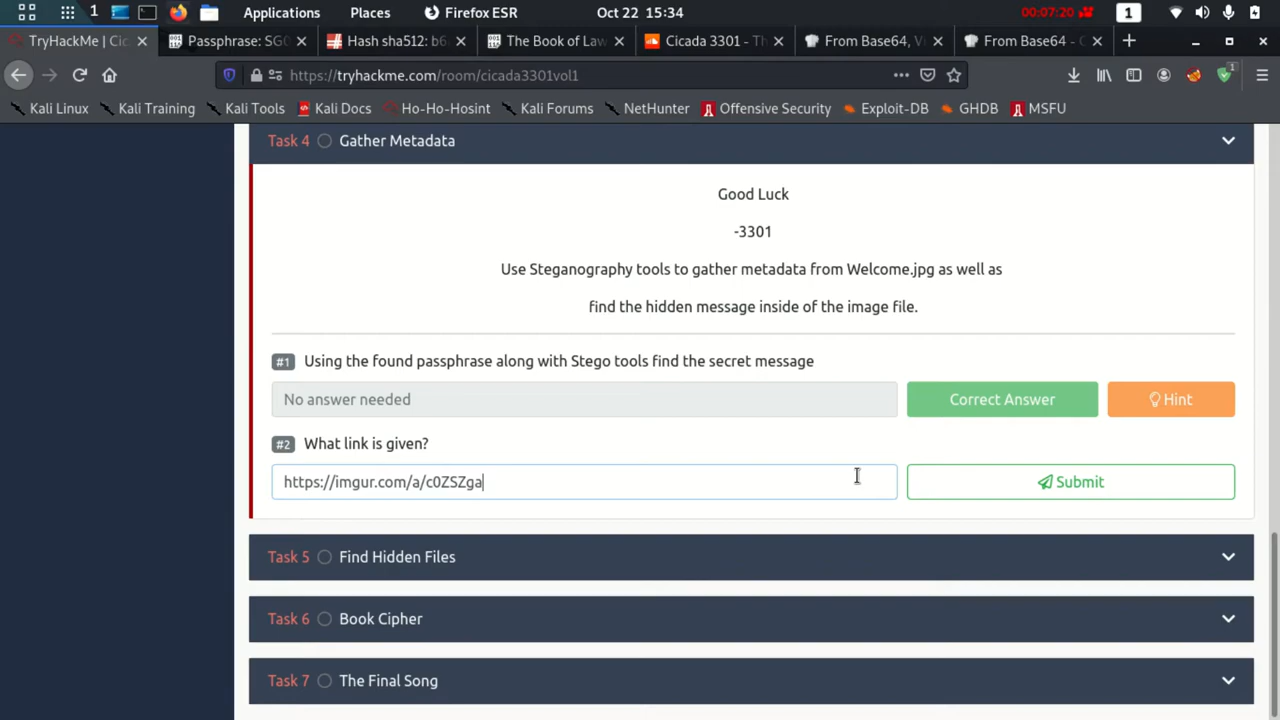 Applications Places Firefox ESR Oct 22 15:34 00:07:20 1
TryHackMe | Cic Passphrase: SG0 Hash sha512: b6 The Book of Law Cicada 3301 - The From Base64, V From Base64 - C
https://tryhackme.com/room/cicada3301vol1
Kali Linux Kali Training Kali Tools Kali Docs Ho-Ho-Hosint Kali Forums NetHunter Offensive Security Exploit-DB GHDB MSFU
Task 4 Gather Metadata
Good Luck
-3301
Use Steganography tools to gather metadata from Welcome.jpg as well as
find the hidden message inside of the image file.
#1 Using the found passphrase along with Stego tools find the secret message
No answer needed Correct Answer Hint
#2 What link is given?
https://imgur.com/a/c0ZSZga Submit
Task 5 Find Hidden Files
Task 6 Book Cipher
Task 7 The Final Song